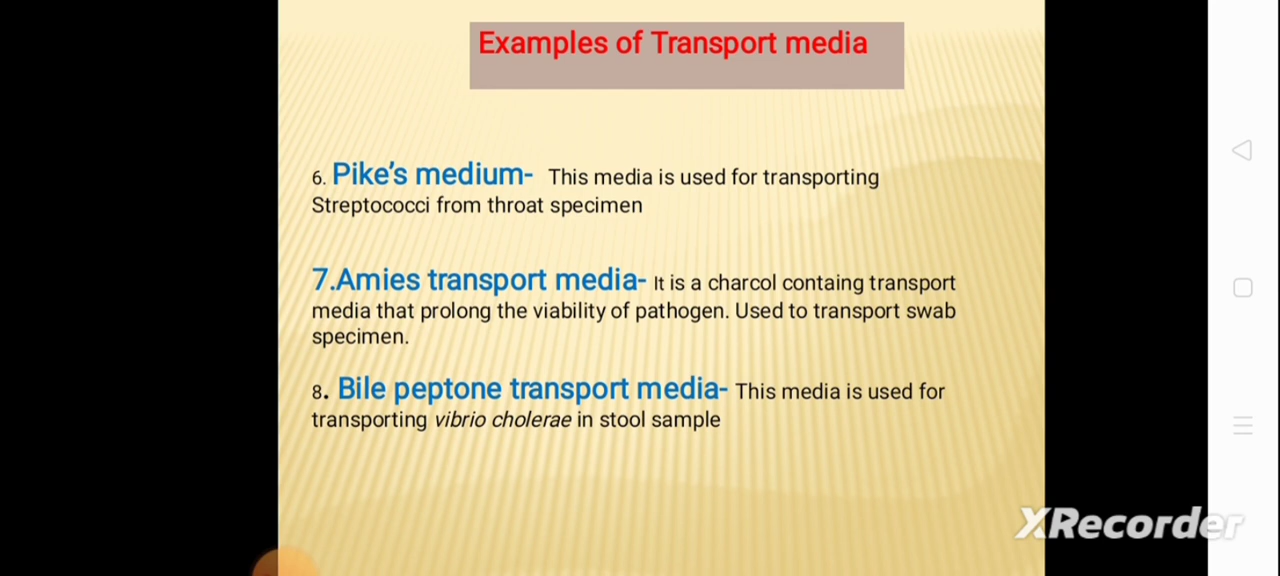 Examples of Transport media
6. Pike's medium- This media is used for transporting
Streptococci from throat specimen
7.Amies transport media- It is a charcol containg transport
media that prolong the viability of pathogen. Used to transport swab
specimen.
8. Bile peptone transport media- This media is used for
transporting vibrio cholerae in stool sample
XRecorder